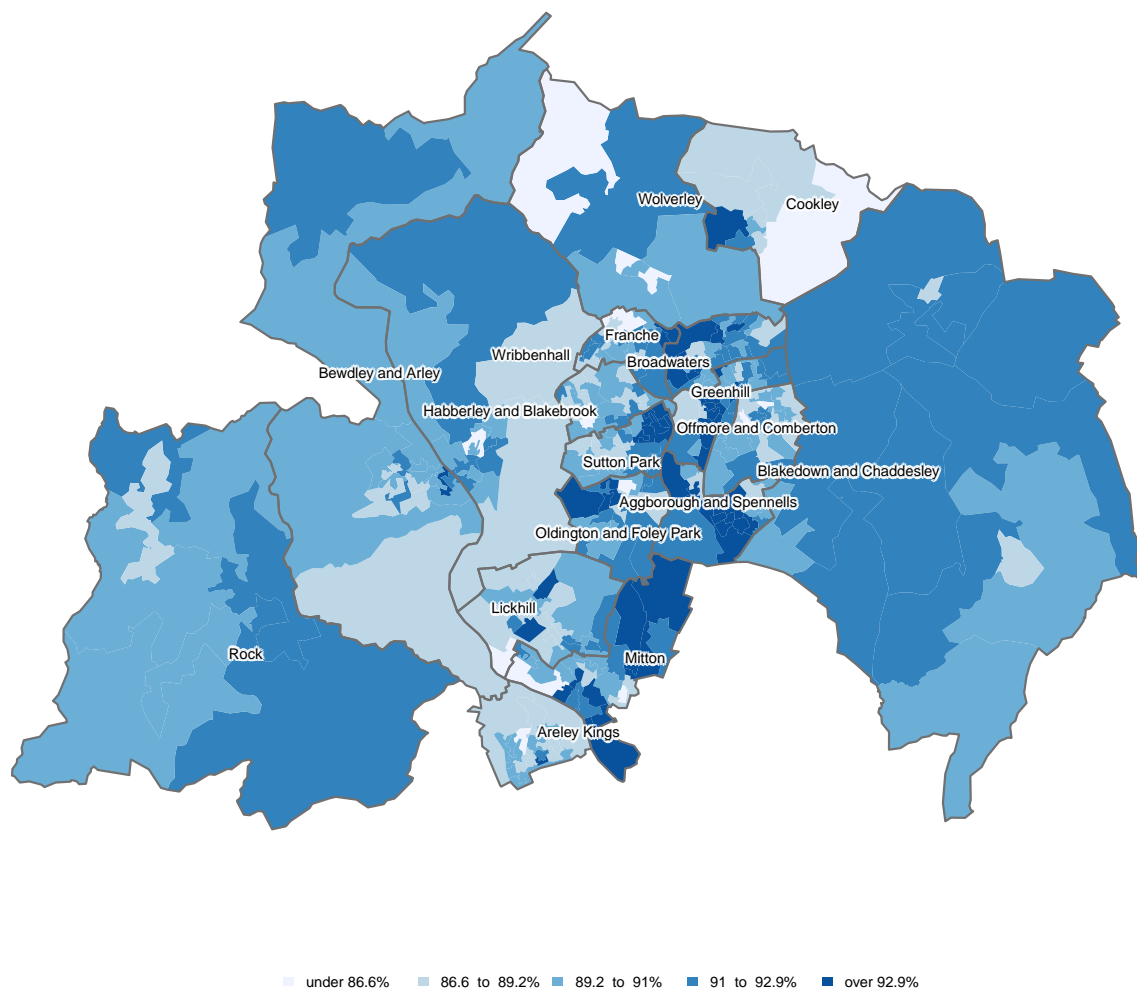 Wolverley
Cookley
Franche
Wribbenhall
Broadwaters
Bewdley and Arley
Greenhill
Habberley and Blakebrook
Offmore and Comberton
Sutton Park
Blakedown and Chaddesley
Aggborough and Spennells
Oldington and Foley Park
Lickhill
Rock
Mitton
Areley Kings
under 86.6% 86.6 to 89.2% 89.2 to 91% 91 to 92.9% over 92.9%